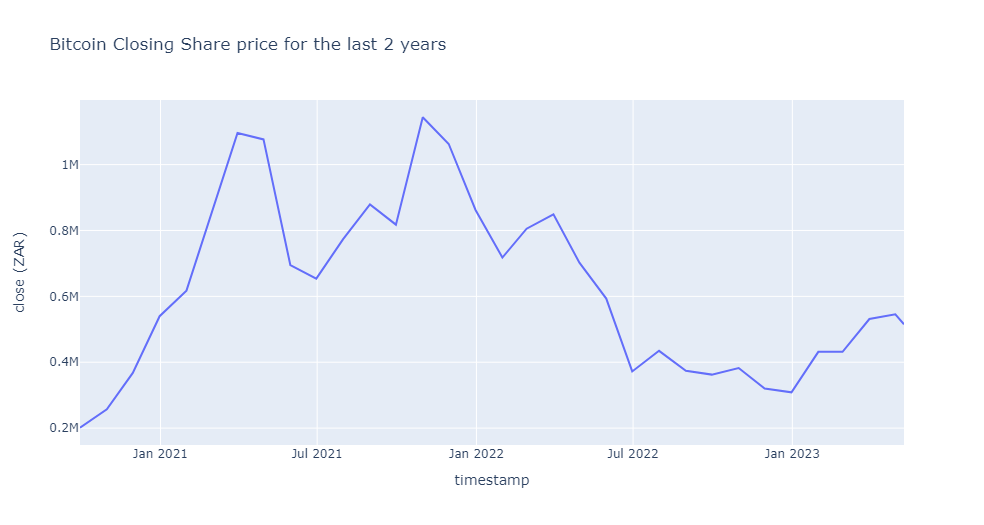 Bitcoin Closing Share price for the last 2 years
close (ZAR)
1M
0.8M
0.6M
0.4M
0.2M
Jan 2021 Jul 2021 Jan 2022 Jul 2022 Jan 2023
timestamp